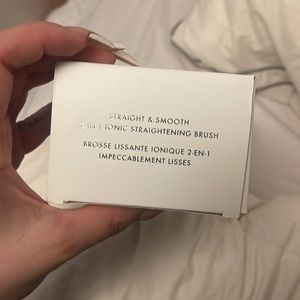 STRAIGHT & SMOOTH
2-IN-1 IONIC STRAIGHTENING BRUSH
BROSSE LISSANTE IONIQUE 2-EN-1
IMPECCABLEMENT LISSES